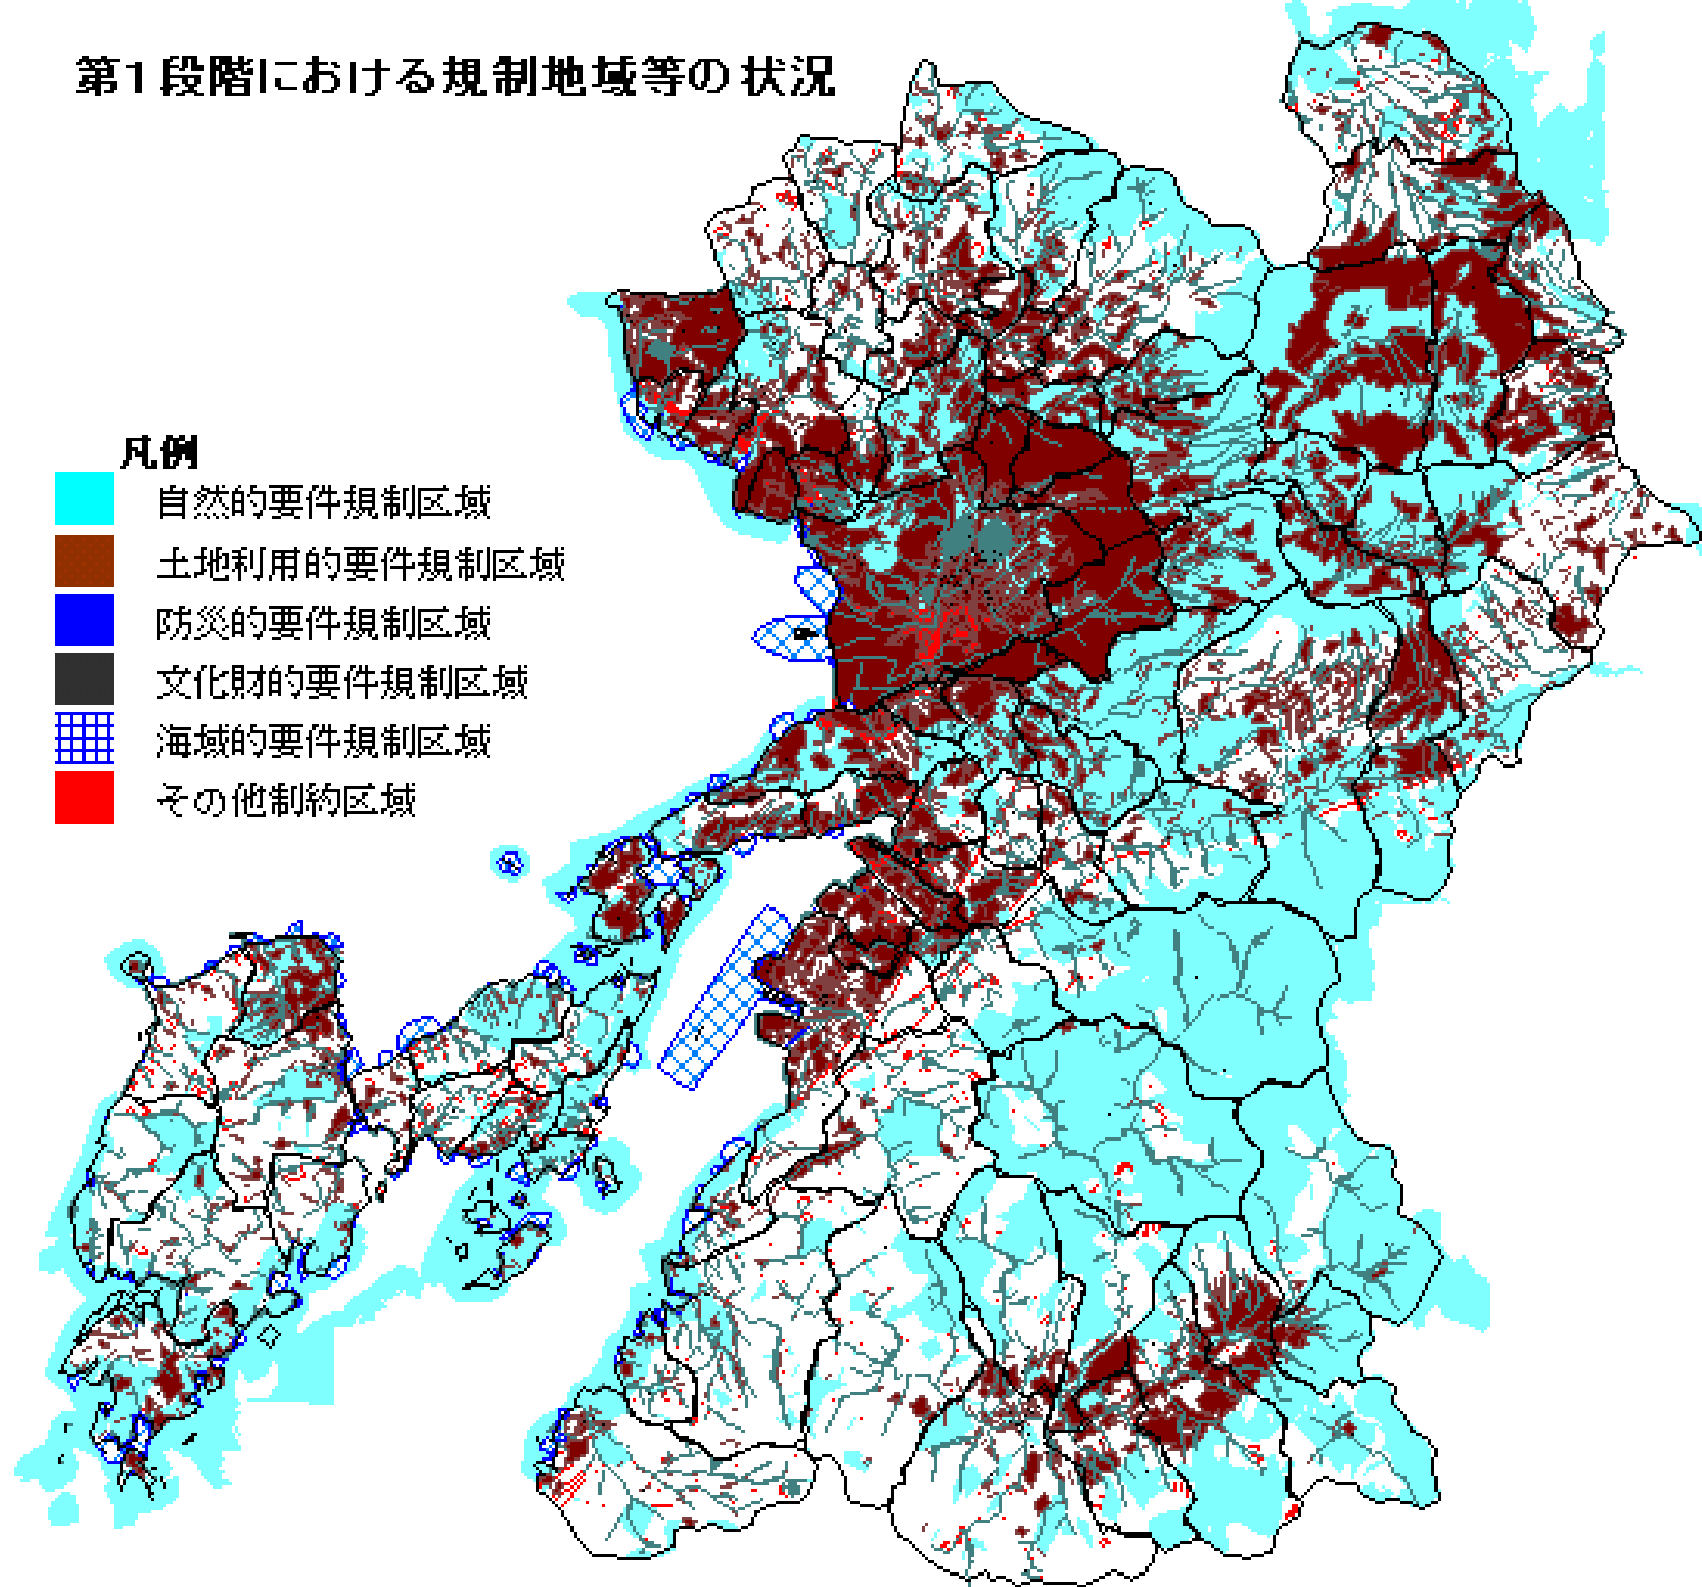 第1段階における規制地域等の状況
凡例
自然的要件規制区域
土地利用的要件規制区域
防災的要件規制区域
文化財的要件規制区域
海域的要件規制区域
その他制約区域